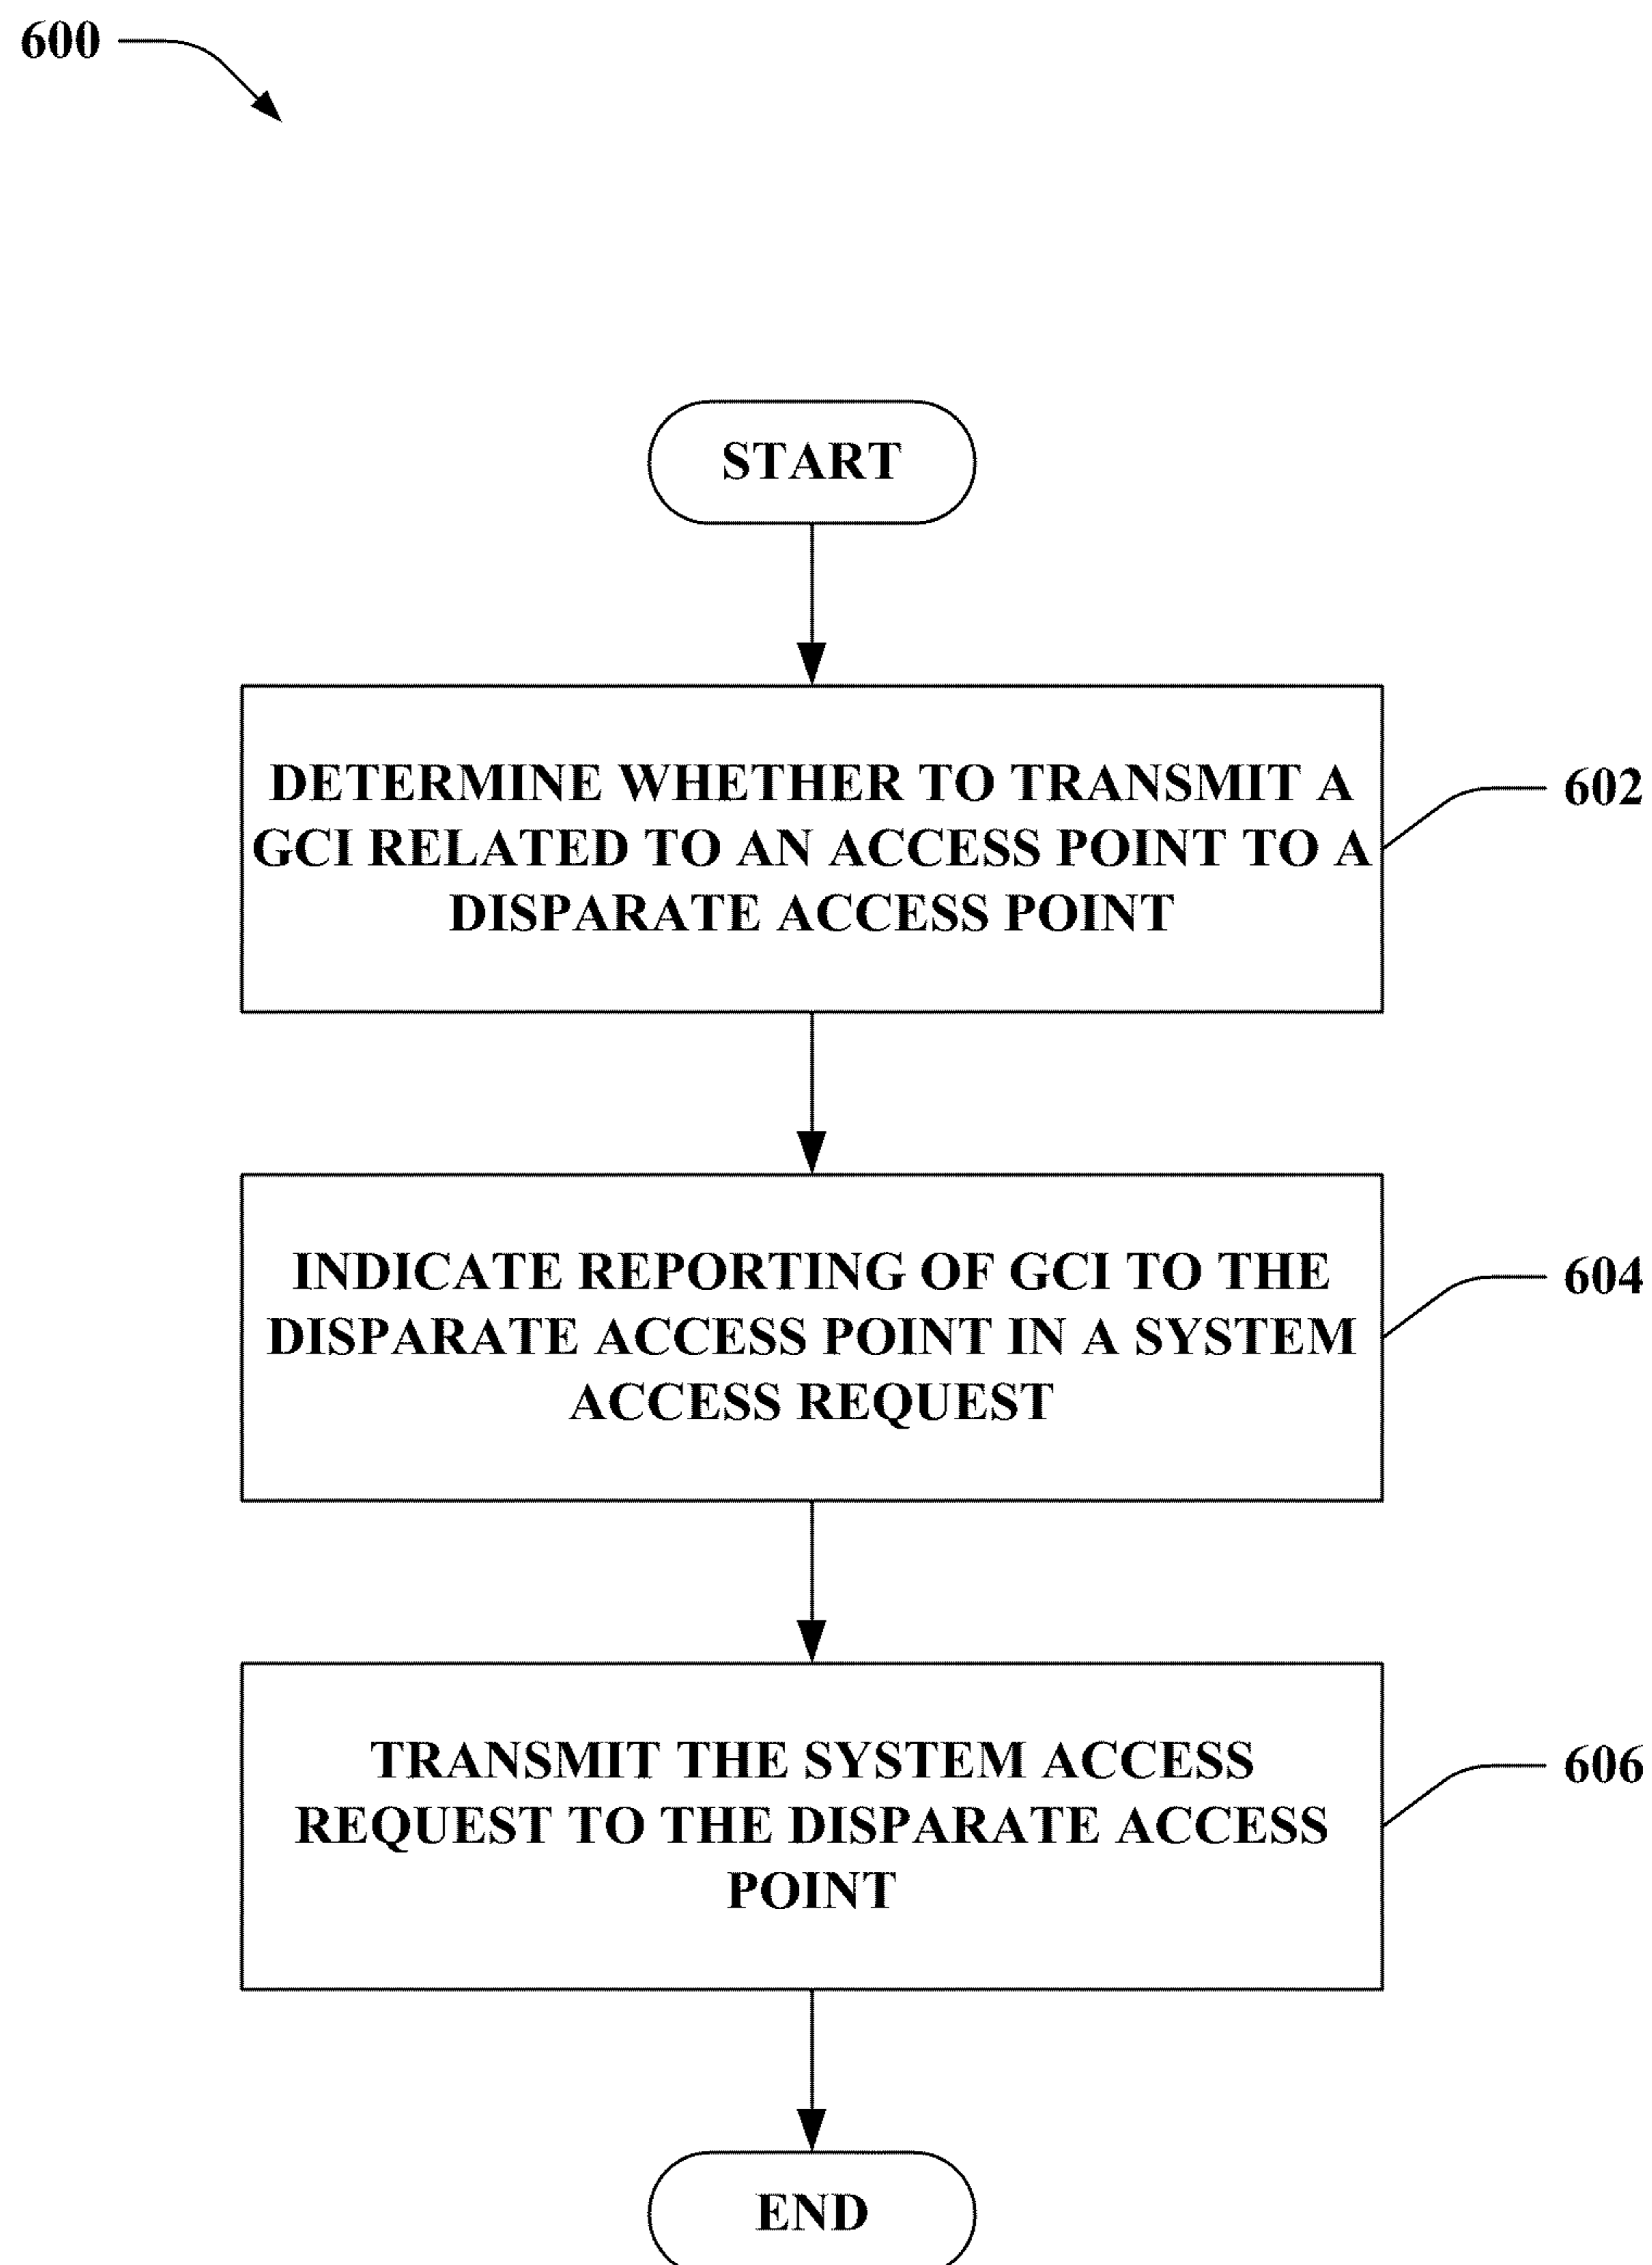 600
START
DETERMINE WHETHER TO TRANSMIT A
GCI RELATED TO AN ACCESS POINT TO A
DISPARATE ACCESS POINT
602
INDICATE REPORTING OF GCI TO THE
DISPARATE ACCESS POINT IN A SYSTEM
ACCESS REQUEST
604
TRANSMIT THE SYSTEM ACCESS
REQUEST TO THE DISPARATE ACCESS
POINT
606
END